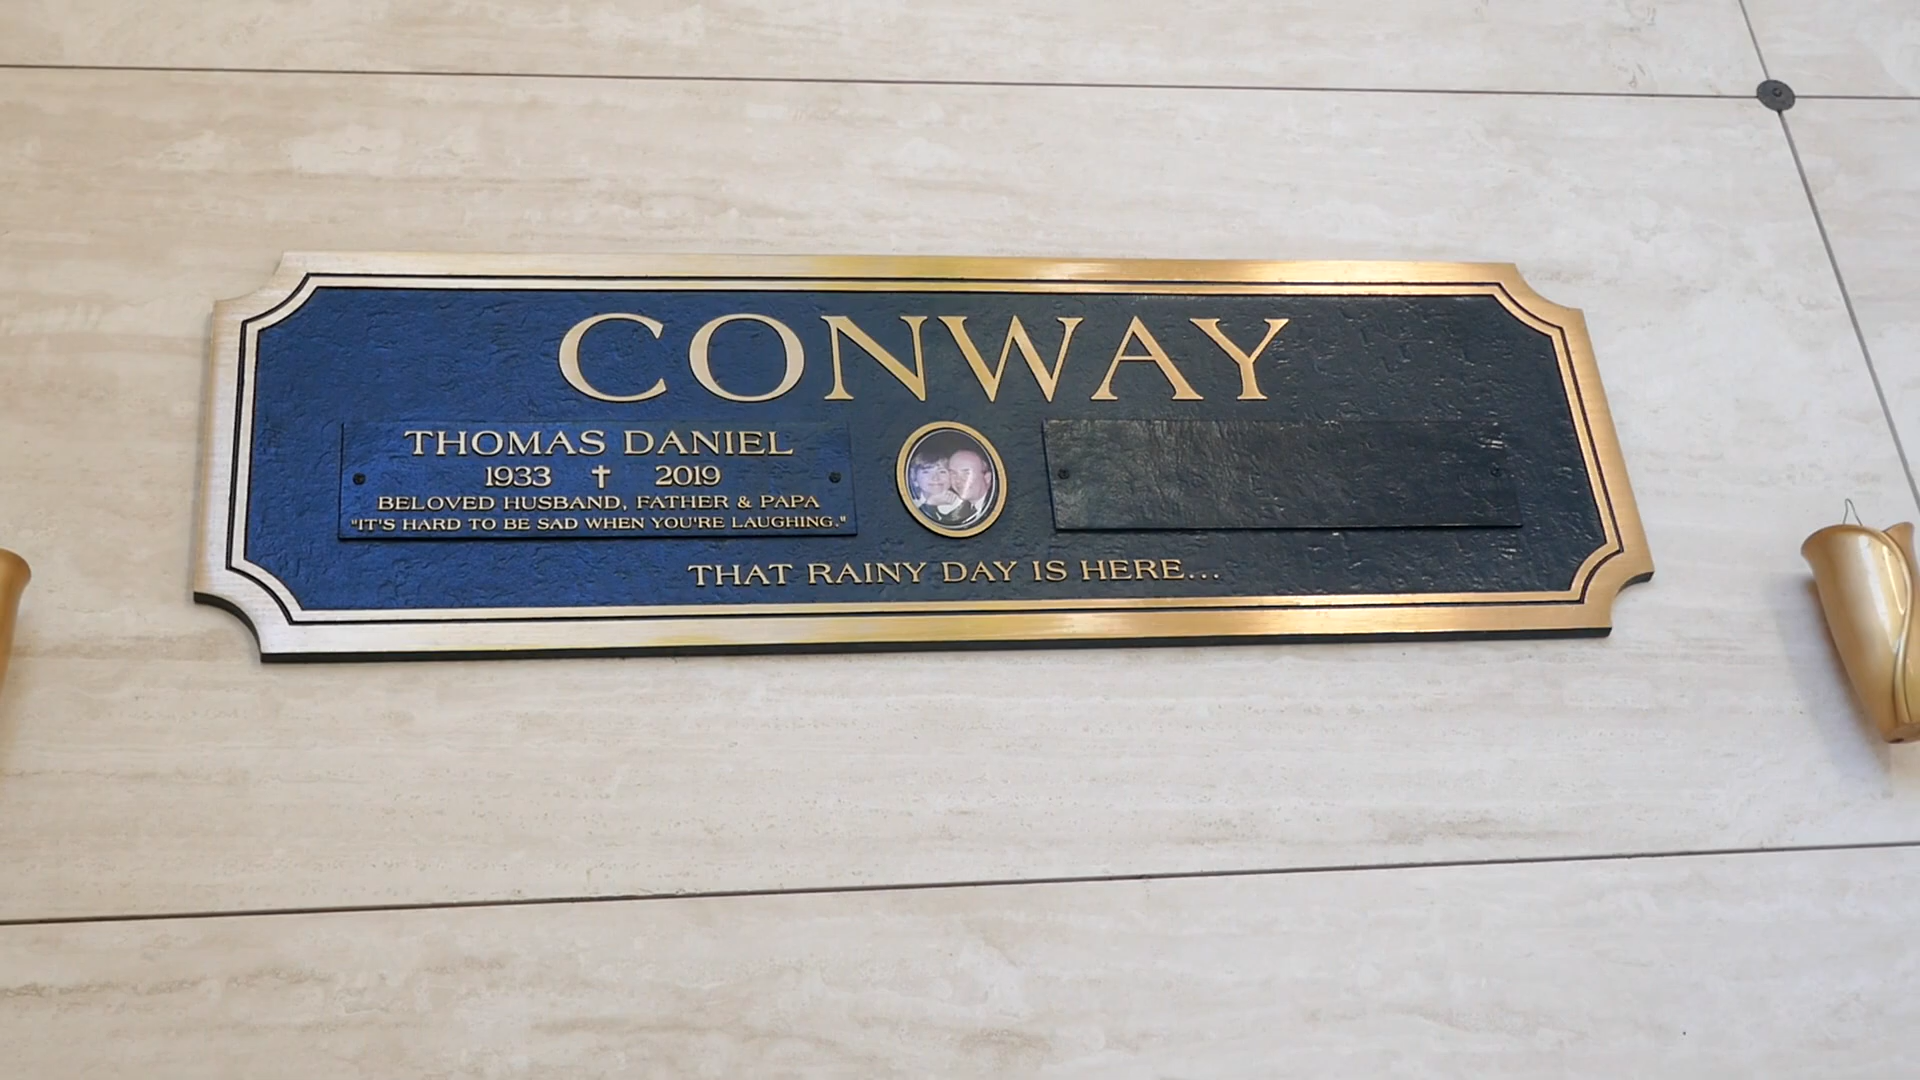 CONWAY
THOMAS DANIEL
1933 ✝ 2019
BELOVED HUSBAND, FATHER & PAPA
"IT'S HARD TO BE SAD WHEN YOU'RE LAUGHING."
THAT RAINY DAY IS HERE...